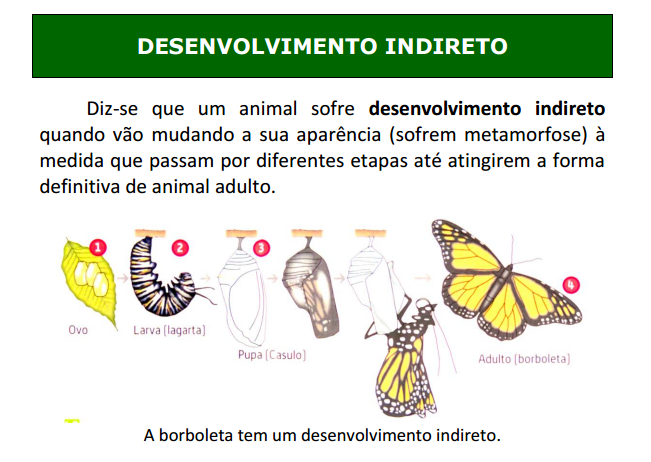 DESENVOLVIMENTO INDIRETO
Diz-se que um animal sofre desenvolvimento indireto
quando vão mudando a sua aparência (sofrem metamorfose) à
medida que passam por diferentes etapas até atingirem a forma
definitiva de animal adulto.
1
2
3
4
Ovo
Larva (lagarta)
Pupa (Casulo)
Adulto (borboleta)
A borboleta tem um desenvolvimento indireto.